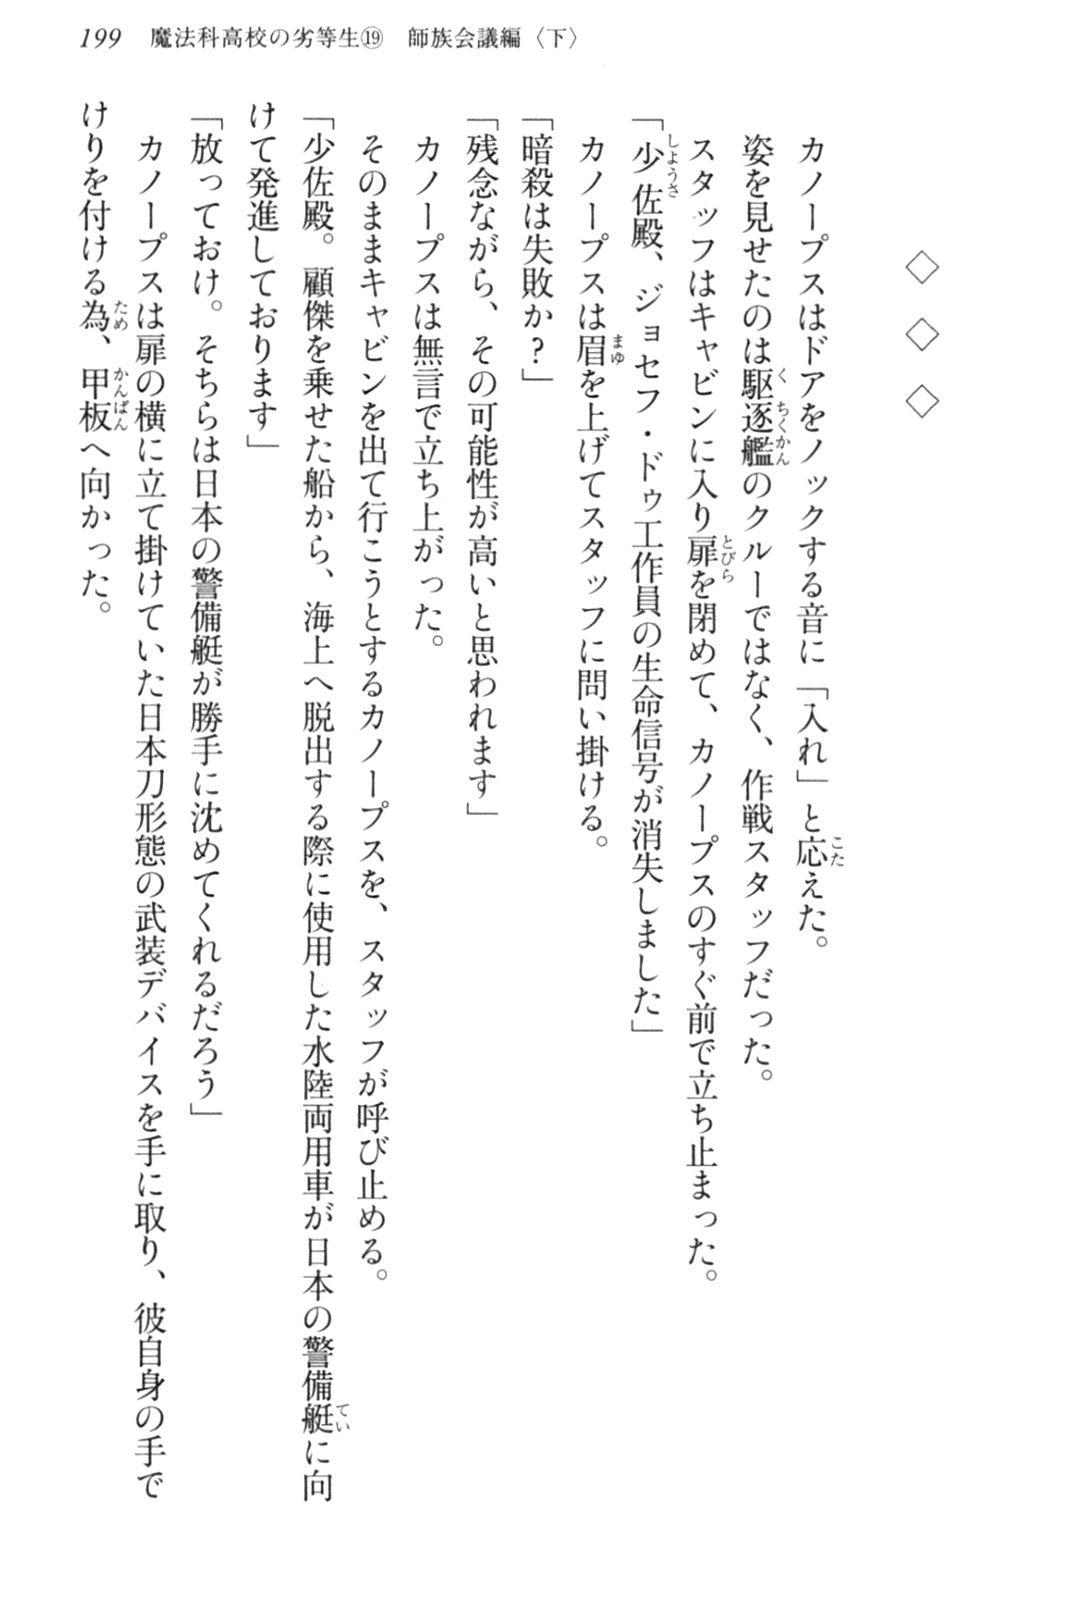 199　魔法科高校の劣等生⑲　師族会議編〈下〉
◇　◇　◇
　カノープスはドアをノックする音に「入れ」と応えた。
　姿を見せたのは駆逐艦のクルーではなく、作戦スタッフだった。
　スタッフはキャビンに入り扉を閉めて、カノープスのすぐ前で立ち止まった。
「少佐殿、ジョセフ・ドゥ工作員の生命信号が消失しました」
　カノープスは眉を上げてスタッフに問い掛ける。
「暗殺は失敗か？」
「残念ながら、その可能性が高いと思われます」
　カノープスは無言で立ち上がった。
　そのままキャビンを出て行こうとするカノープスを、スタッフが呼び止める。
「少佐殿。顧傑を乗せた船から、海上へ脱出する際に使用した水陸両用車が日本の警備艇に向
けて発進しております」
「放っておけ。そちらは日本の警備艇が勝手に沈めてくれるだろう」
　カノープスは扉の横に立て掛けていた日本刀形態の武装デバイスを手に取り、彼自身の手で
けりを付ける為、甲板へ向かった。